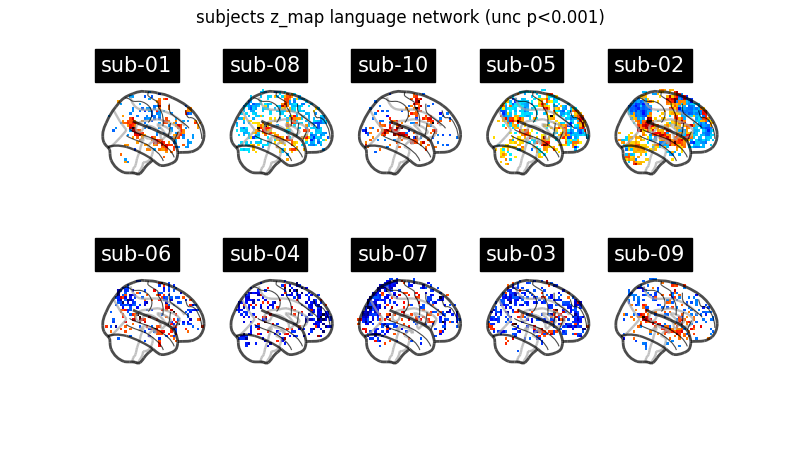 subjects z_map language network (unc p<0.001)
sub-01 sub-08 sub-10 sub-05 sub-02
sub-06 sub-04 sub-07 sub-03 sub-09